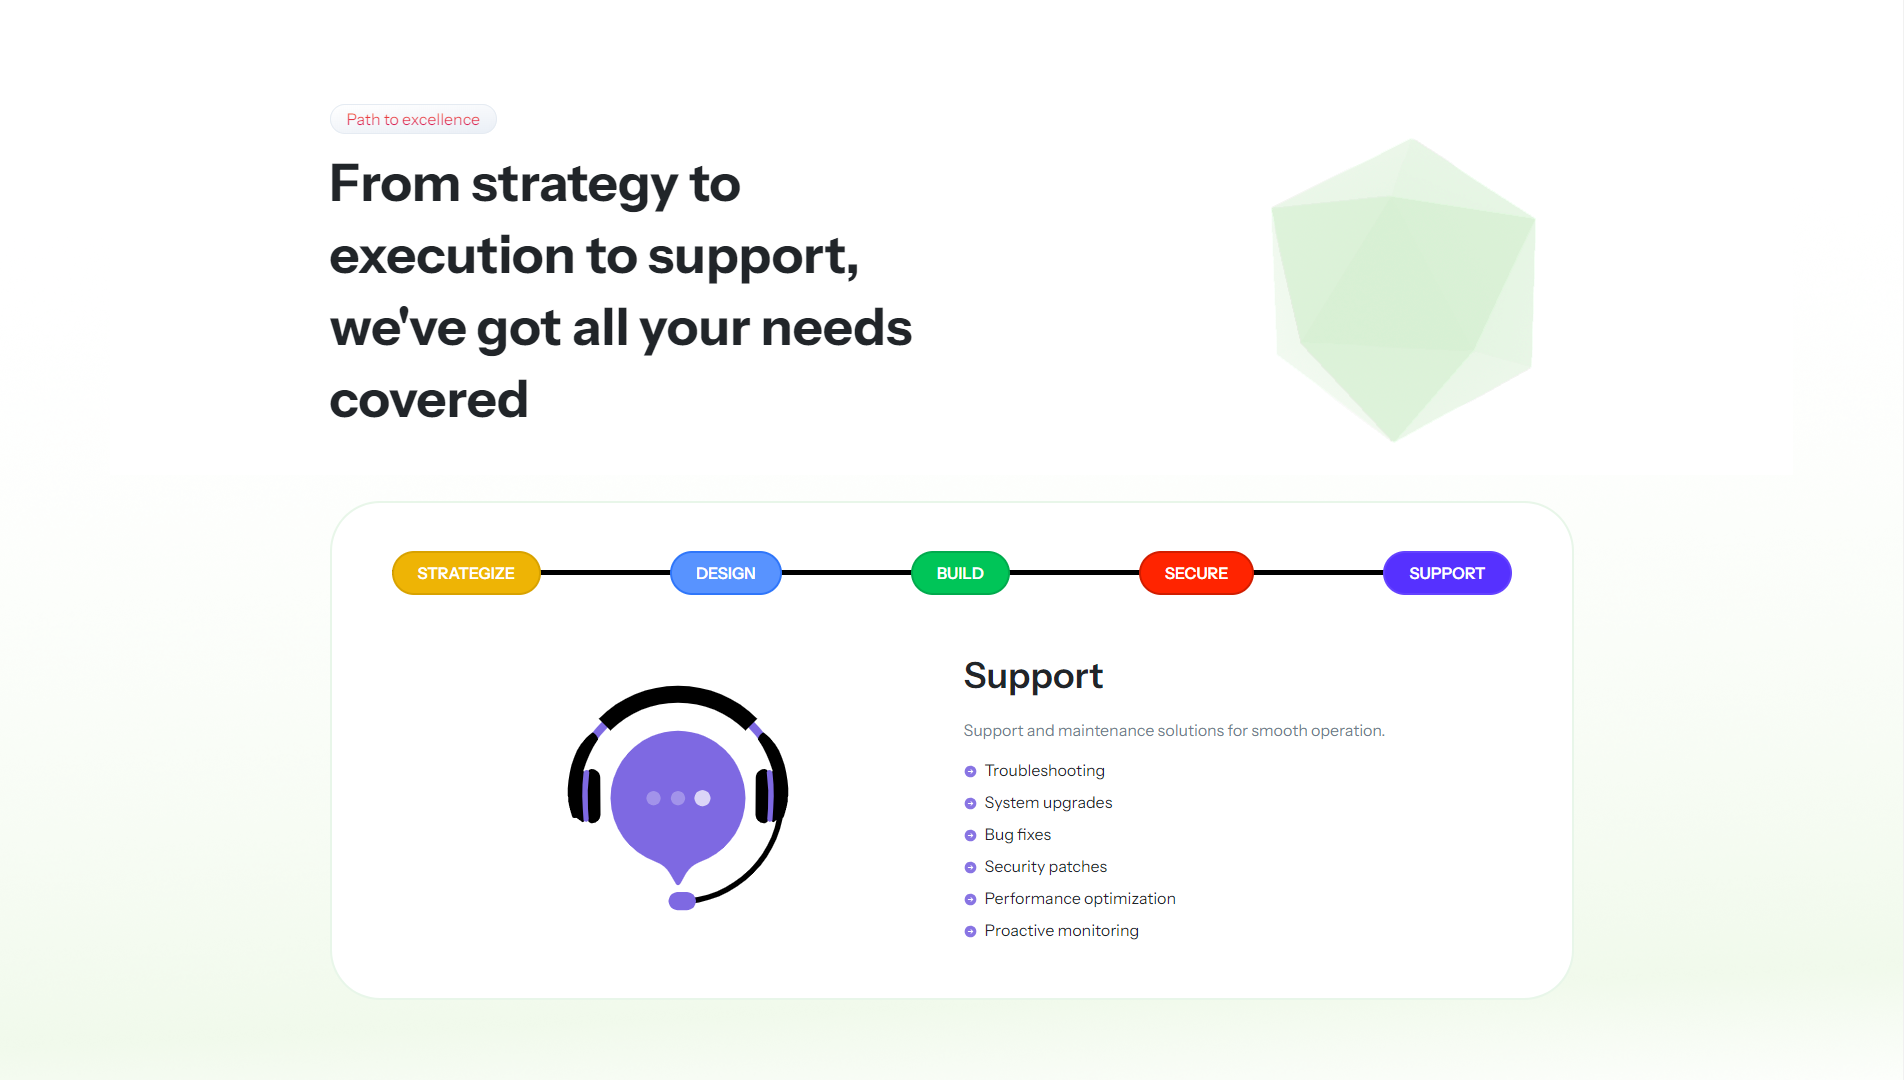 Path to excellence
From strategy to
execution to support,
we've got all your needs
covered
STRATEGIZE
DESIGN
BUILD
SECURE
SUPPORT
Support
Support and maintenance solutions for smooth operation.
Troubleshooting
System upgrades
Bug fixes
Security patches
Performance optimization
Proactive monitoring